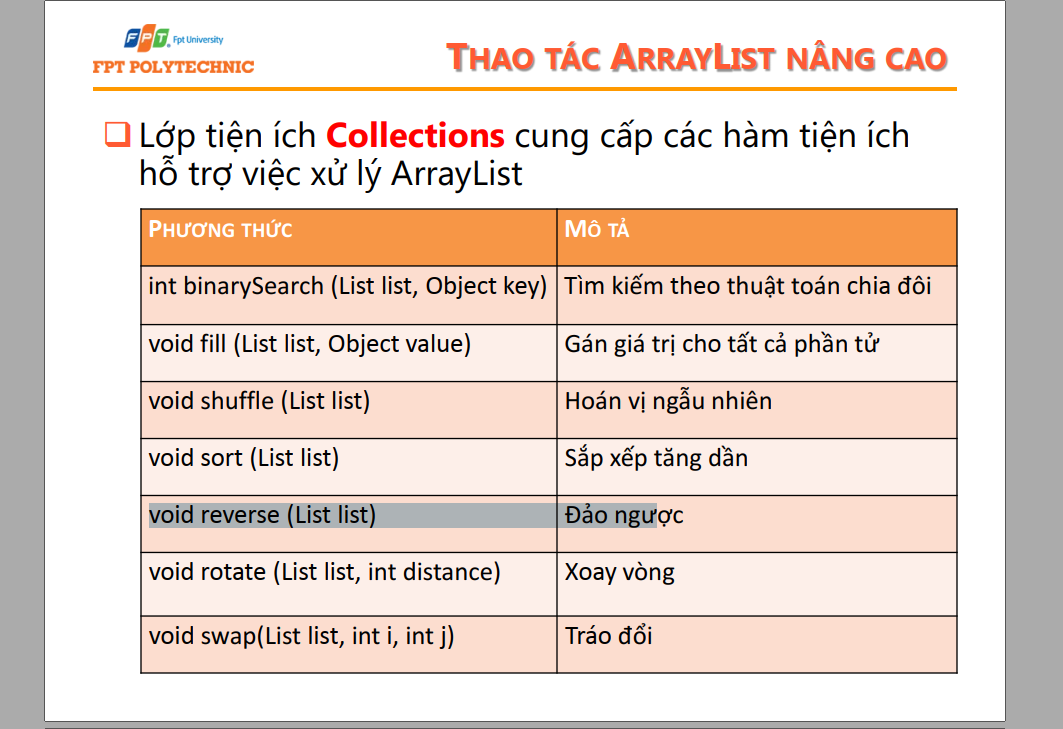 FPT. Fpt University
FPT POLYTECHNIC
THAO TÁC ARRAYLIST NÂNG CAO
Lớp tiện ích Collections cung cấp các hàm tiện ích
hỗ trợ việc xử lý ArrayList
PHƯƠNG THỨC MÔ TẢ
int binarySearch (List list, Object key) Tìm kiếm theo thuật toán chia đôi
void fill (List list, Object value) Gán giá trị cho tất cả phần tử
void shuffle (List list) Hoán vị ngẫu nhiên
void sort (List list) Sắp xếp tăng dần
void reverse (List list) Đảo ngược
void rotate (List list, int distance) Xoay vòng
void swap(List list, int i, int j) Tráo đổi